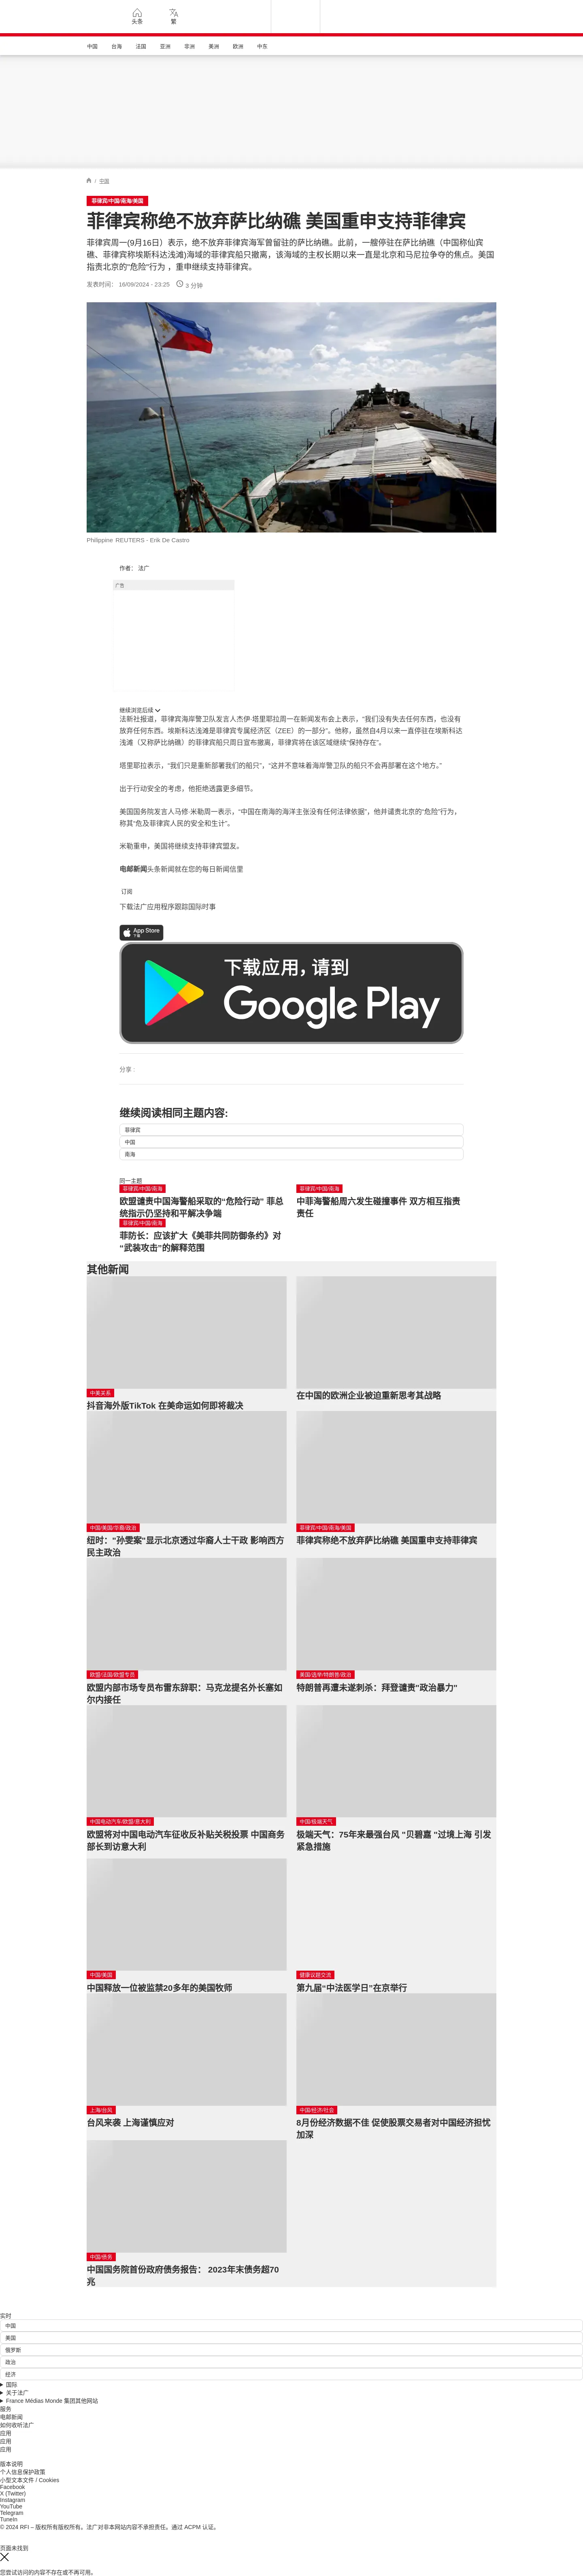 头条
繁
中国
台海
法国
亚洲
非洲
美洲
欧洲
中东
/ 中国
菲律宾/中国/南海/美国
菲律宾称绝不放弃萨比纳礁 美国重申支持菲律宾
菲律宾周一(9月16日）表示，绝不放弃菲律宾海军曾留驻的萨比纳礁。此前，一艘停驻在萨比纳礁（中国称仙宾
礁、菲律宾称埃斯科达浅滩)海域的菲律宾船只撤离，该海域的主权长期以来一直是北京和马尼拉争夺的焦点。美国
指责北京的“危险”行为 ，重申继续支持菲律宾。
发表时间： 16/09/2024 - 23:25
3 分钟
Philippine REUTERS - Erik De Castro
作者： 法广
广告
继续浏览后续
法新社报道，菲律宾海岸警卫队发言人杰伊·塔里耶拉周一在新闻发布会上表示，“我们没有失去任何东西，也没有
放弃任何东西。埃斯科达浅滩是菲律宾专属经济区（ZEE）的一部分”。他称，虽然自4月以来一直停驻在埃斯科达
浅滩（又称萨比纳礁）的菲律宾船只周日宣布撤离，菲律宾将在该区域继续“保持存在”。
塔里耶拉表示，“我们只是重新部署我们的船只”，“这并不意味着海岸警卫队的船只不会再部署在这个地方。”
出于行动安全的考虑，他拒绝透露更多细节。
美国国务院发言人马修·米勒周一表示，“中国在南海的海洋主张没有任何法律依据”，他并谴责北京的“危险”行为，
称其“危及菲律宾人民的安全和生计”。
米勒重申，美国将继续支持菲律宾盟友。
电邮新闻头条新闻就在您的每日新闻信里
订阅
下载法广应用程序跟踪国际时事
App Store
下载
下载应用，请到
Google Play
分享 :
继续阅读相同主题内容:
菲律宾
中国
南海
同一主题
菲律宾/中国/南海
欧盟谴责中国海警船采取的“危险行动” 菲总
统指示仍坚持和平解决争端
菲律宾/中国/南海
中菲海警船周六发生碰撞事件 双方相互指责
责任
菲律宾/中国/南海
菲防长：应该扩大《美菲共同防御条约》对
“武装攻击”的解释范围
其他新闻
中美关系
抖音海外版TikTok 在美命运如何即将裁决
在中国的欧洲企业被迫重新思考其战略
中国/美国/华裔/政治
纽时："孙雯案"显示北京透过华裔人士干政 影响西方
民主政治
菲律宾/中国/南海/美国
菲律宾称绝不放弃萨比纳礁 美国重申支持菲律宾
欧盟/法国/欧盟专员
欧盟内部市场专员布雷东辞职：马克龙提名外长塞如
尔内接任
美国/选举/特朗普/政治
特朗普再遭未遂刺杀：拜登谴责"政治暴力"
中国电动汽车/欧盟/意大利
欧盟将对中国电动汽车征收反补贴关税投票 中国商务
部长到访意大利
中国/极端天气
极端天气：75年来最强台风 "贝碧嘉 "过境上海 引发
紧急措施
中国/美国
中国释放一位被监禁20多年的美国牧师
健康议题交流
第九届“中法医学日”在京举行
上海/台风
台风来袭 上海谨慎应对
中国/经济/社会
8月份经济数据不佳 促使股票交易者对中国经济担忧
加深
中国/债务
中国国务院首份政府债务报告： 2023年末债务超70
兆
实时
中国
美国
俄罗斯
政治
经济
国际
关于法广
France Médias Monde 集团其他网站
服务
电邮新闻
如何收听法广
应用
应用
应用
版本说明
个人信息保护政策
小型文本文件 / Cookies
Facebook
X (Twitter)
Instagram
YouTube
Telegram
TuneIn
© 2024 RFI – 版权所有版权所有。法广对非本网站内容不承担责任。通过 ACPM 认证。
页面未找到
您尝试访问的内容不存在或不再可用。